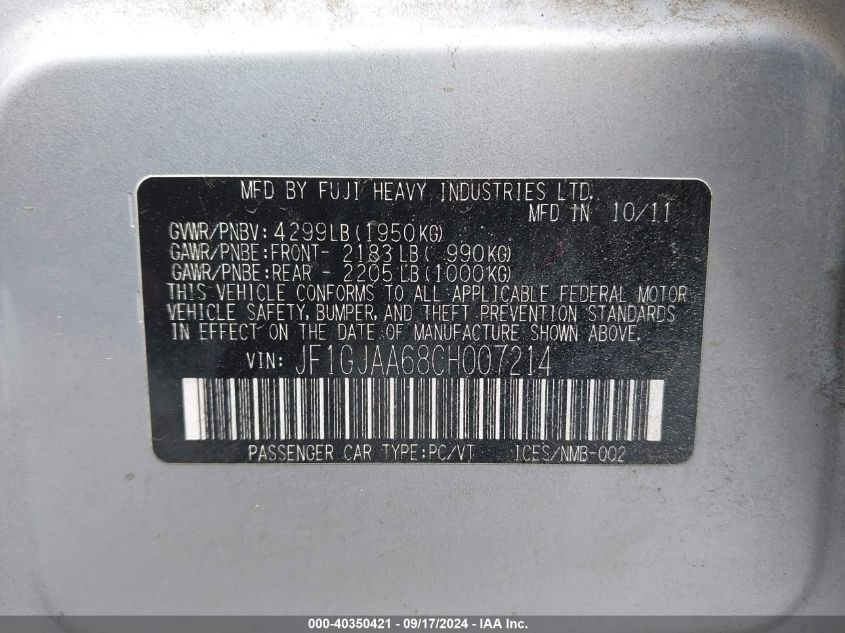 MFD BY FUJI HEAVY INDUSTRIES LTD.
MFD IN 10/11
GVWR/PNBV: 4299LB(1950KG)
GAWR/PNBE:FRONT- 2183LB( 990KG)
GAWR/PNBE:REAR - 2205LB(1000KG)
THIS VEHICLE CONFORMS TO ALL APPLICABLE FEDERAL MOTOR
VEHICLE SAFETY, BUMPER, AND THEFT PREVENTION STANDARDS
IN EFFECT ON THE DATE OF MANUFACTURE SHOWN ABOVE.
VIN: JF1GJAA68CH007214
PASSENGER CAR TYPE:PC/VT ICES/NMB-002
000-40350421 - 09/17/2024 - IAA Inc.